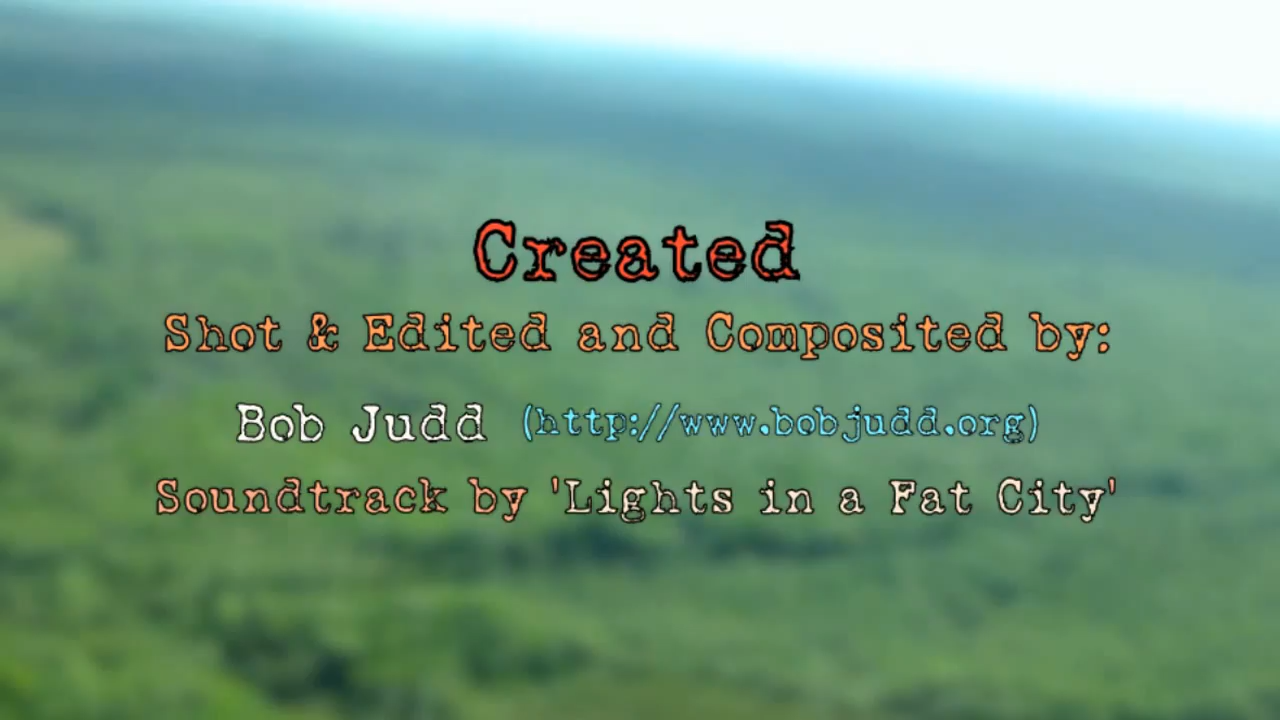 Created
Shot & Edited and Composited by:
Bob Judd (http://www.bobjudd.org)
Soundtrack by 'Lights in a Fat City'